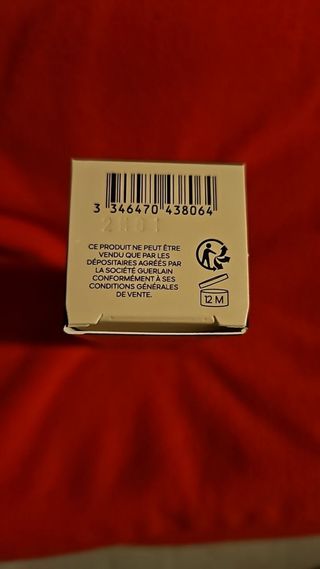 3 346470 438064
CE PRODUIT NE PEUT ÊTRE
VENDU QUE PAR LES
DÉPOSITAIRES AGRÉÉS PAR
LA SOCIÉTÉ GUERLAIN
CONFORMÉMENT À SES
CONDITIONS GÉNÉRALES
DE VENTE.
12 M